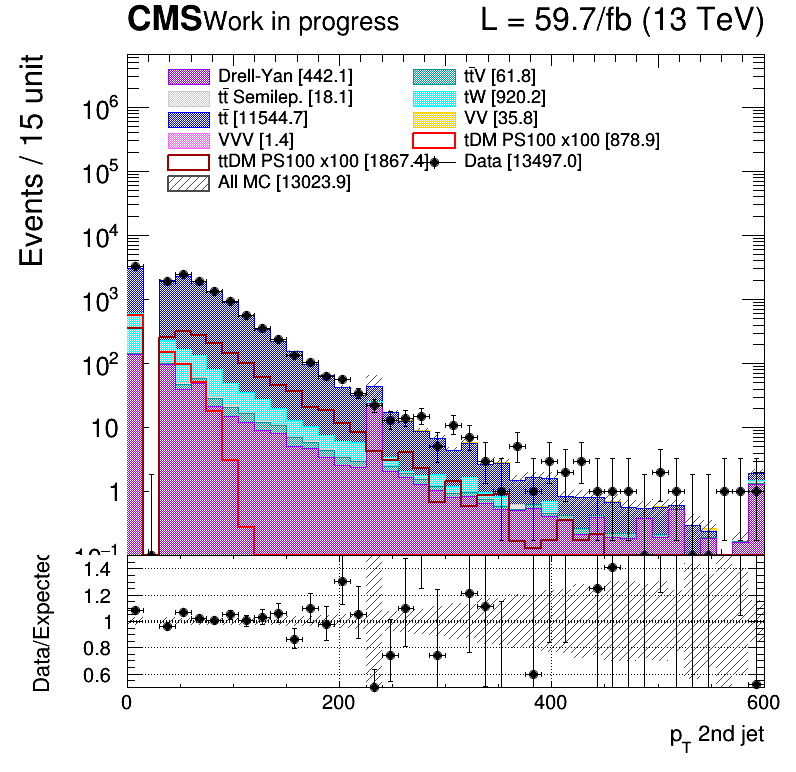 CMS Work in progress L = 59.7/fb (13 TeV)
Events / 15 unit
Drell-Yan [442.1] tt̄V [61.8]
tt̄ Semilep. [18.1] tW [920.2]
tt̄ [11544.7] VV [35.8]
VVV [1.4] tDM PS100 x100 [878.9]
ttDM PS100 x100 [1867.4] Data [13497.0]
All MC [13023.9]
10⁶
10⁵
10⁴
10³
10²
10
1
10⁻¹
Data/Expected
1.4
1.2
1
0.8
0.6
0 200 400 600
p_T 2nd jet